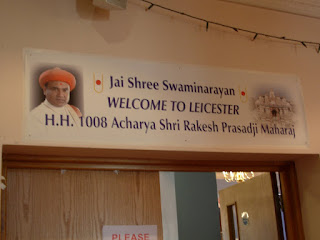 Jai Shree Swaminarayan
WELCOME TO LEICESTER
H.H. 1008 Acharya Shri Rakesh Prasadji Maharaj
PLEASE